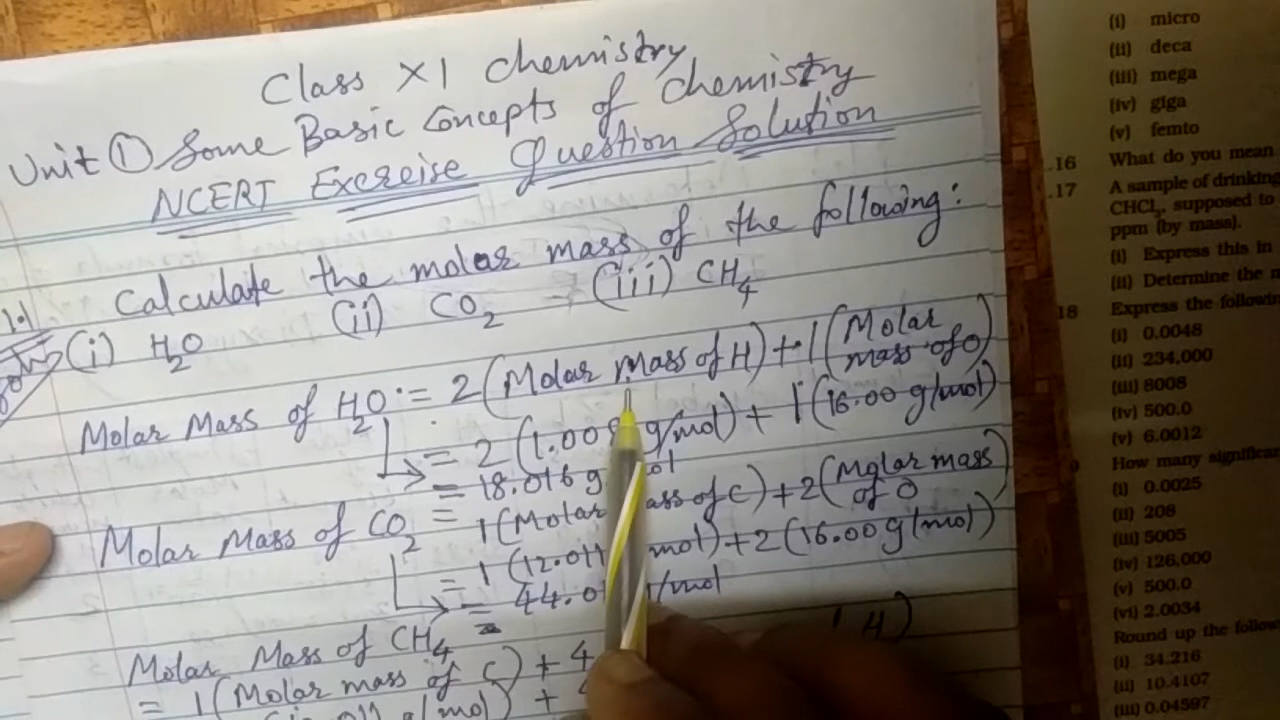 Class XI Chemistry
Unit ① Some Basic Concepts of Chemistry
NCERT Excreise Question Solution
1.1 Calculate the molar mass of the following:
(i) H₂O (ii) CO₂ (iii) CH₄
Molar Mass of H₂O = 2 (Molar Mass of H) + 1 (Molar mass of O)
= 2 (1.008 g/mol) + 1 (16.00 g/mol)
= 18.016 g
Molar Mass of CO₂ = 1 (Molar ass of C) + 2 (Molar mass of O)
= 1 (12.011 mol) + 2 (16.00 g/mol)
= 44.01 g/mol
Molar Mass of CH₄
= 1 (Molar mass of C) + 4 H)
g/mol) +
(i) micro
(ii) deca
(iii) mega
(iv) giga
(v) femto
.16 What do you mean
.17 A sample of drinking
CHCl₃, supposed to
ppm (by mass).
(i) Express this in
(ii) Determine the
18 Express the
(i) 0.0048
(ii) 234,000
(iii) 8008
(iv) 500.0
(v) 6.0012
How many
(i) 0.0025
(ii) 208
(iii) 5005
(iv) 126,000
(v) 500.0
(vi) 2.0034
Round up the
(i) 34.216
(ii) 10.4107
(iii) 0.04597